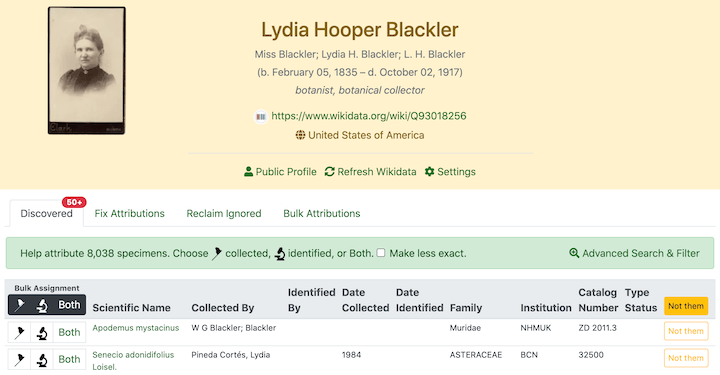 Lydia Hooper Blackler
Miss Blackler; Lydia H. Blackler; L. H. Blackler
(b. February 05, 1835 – d. October 02, 1917)
botanist, botanical collector
https://www.wikidata.org/wiki/Q93018256
United States of America
Public Profile Refresh Wikidata Settings
50+
Discovered Fix Attributions Reclaim Ignored Bulk Attributions
Help attribute 8,038 specimens. Choose collected, identified, or Both. Make less exact. Advanced Search & Filter
Bulk Assignment
Both
Scientific Name Collected By Identified By Date Collected Date Identified Family Institution Catalog Number Type Status Not them
Both Apodemus mystacinus W G Blackler; Blackler Muridae NHMUK ZD 2011.3 Not them
Both Senecio adonidifolius Pineda Cortés, Lydia 1984 ASTERACEAE BCN 32500 Not them
Loisel.